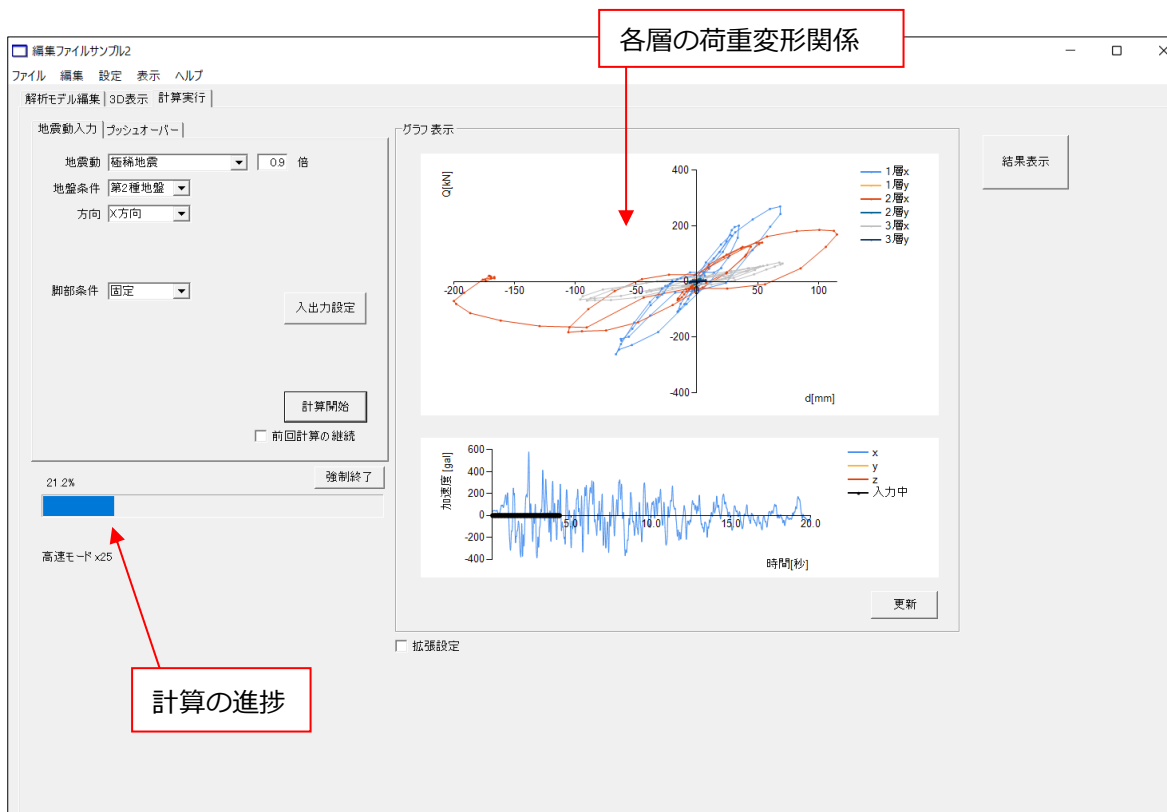 各層の荷重変形関係
編集ファイルサンプル2
ファイル 編集 設定 表示 ヘルプ
解析モデル編集 3D表示 計算実行
地震動入力 プッシュオーバー
地震動 極稀地震 0.9 倍
地盤条件 第2種地盤
方向 X方向
脚部条件 固定
入出力設定
計算開始
前回計算の継続
21.2%
強制終了
高速モード x25
計算の進捗
グラフ表示
Q[kN]
400
200
0
-200
-400
-200 -150 -100 -50 50 100
d[mm]
1層x
1層y
2層x
2層y
3層x
3層y
加速度 [gal]
600
400
200
0
-200
-400
5.0 10.0 15.0 20.0
時間[秒]
x
y
z
入力中
更新
拡張設定
結果表示